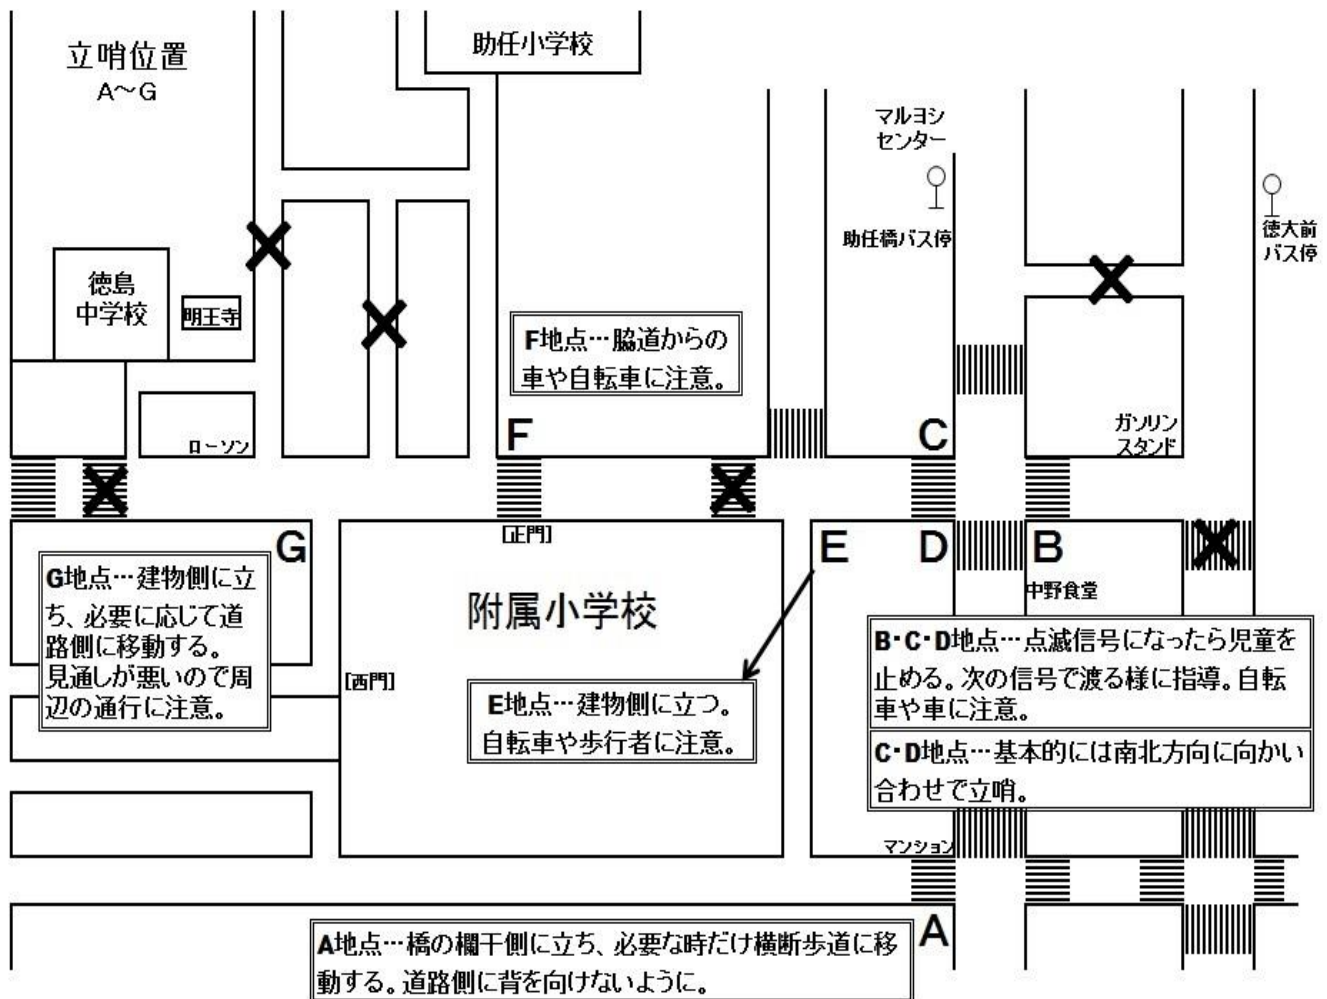 立哨位置
A～G
助任小学校
マルヨシ
センター
助任橋バス停
徳大前
バス停
徳島
中学校
明王寺
F地点…脇道からの
車や自転車に注意。
ローソン
F
C
ガソリン
スタンド
[正門]
G
E
D
B
中野食堂
G地点…建物側に立
ち、必要に応じて道
路側に移動する。
見通しが悪いので周
辺の通行に注意。
附属小学校
[西門]
E地点…建物側に立つ。
自転車や歩行者に注意。
B・C・D地点…点滅信号になったら児童を
止める。次の信号で渡る様に指導。自転
車や車に注意。
C・D地点…基本的には南北方向に向かい
合わせで立哨。
マンション
A
A地点…橋の欄干側に立ち、必要な時だけ横断歩道に移
動する。道路側に背を向けないように。